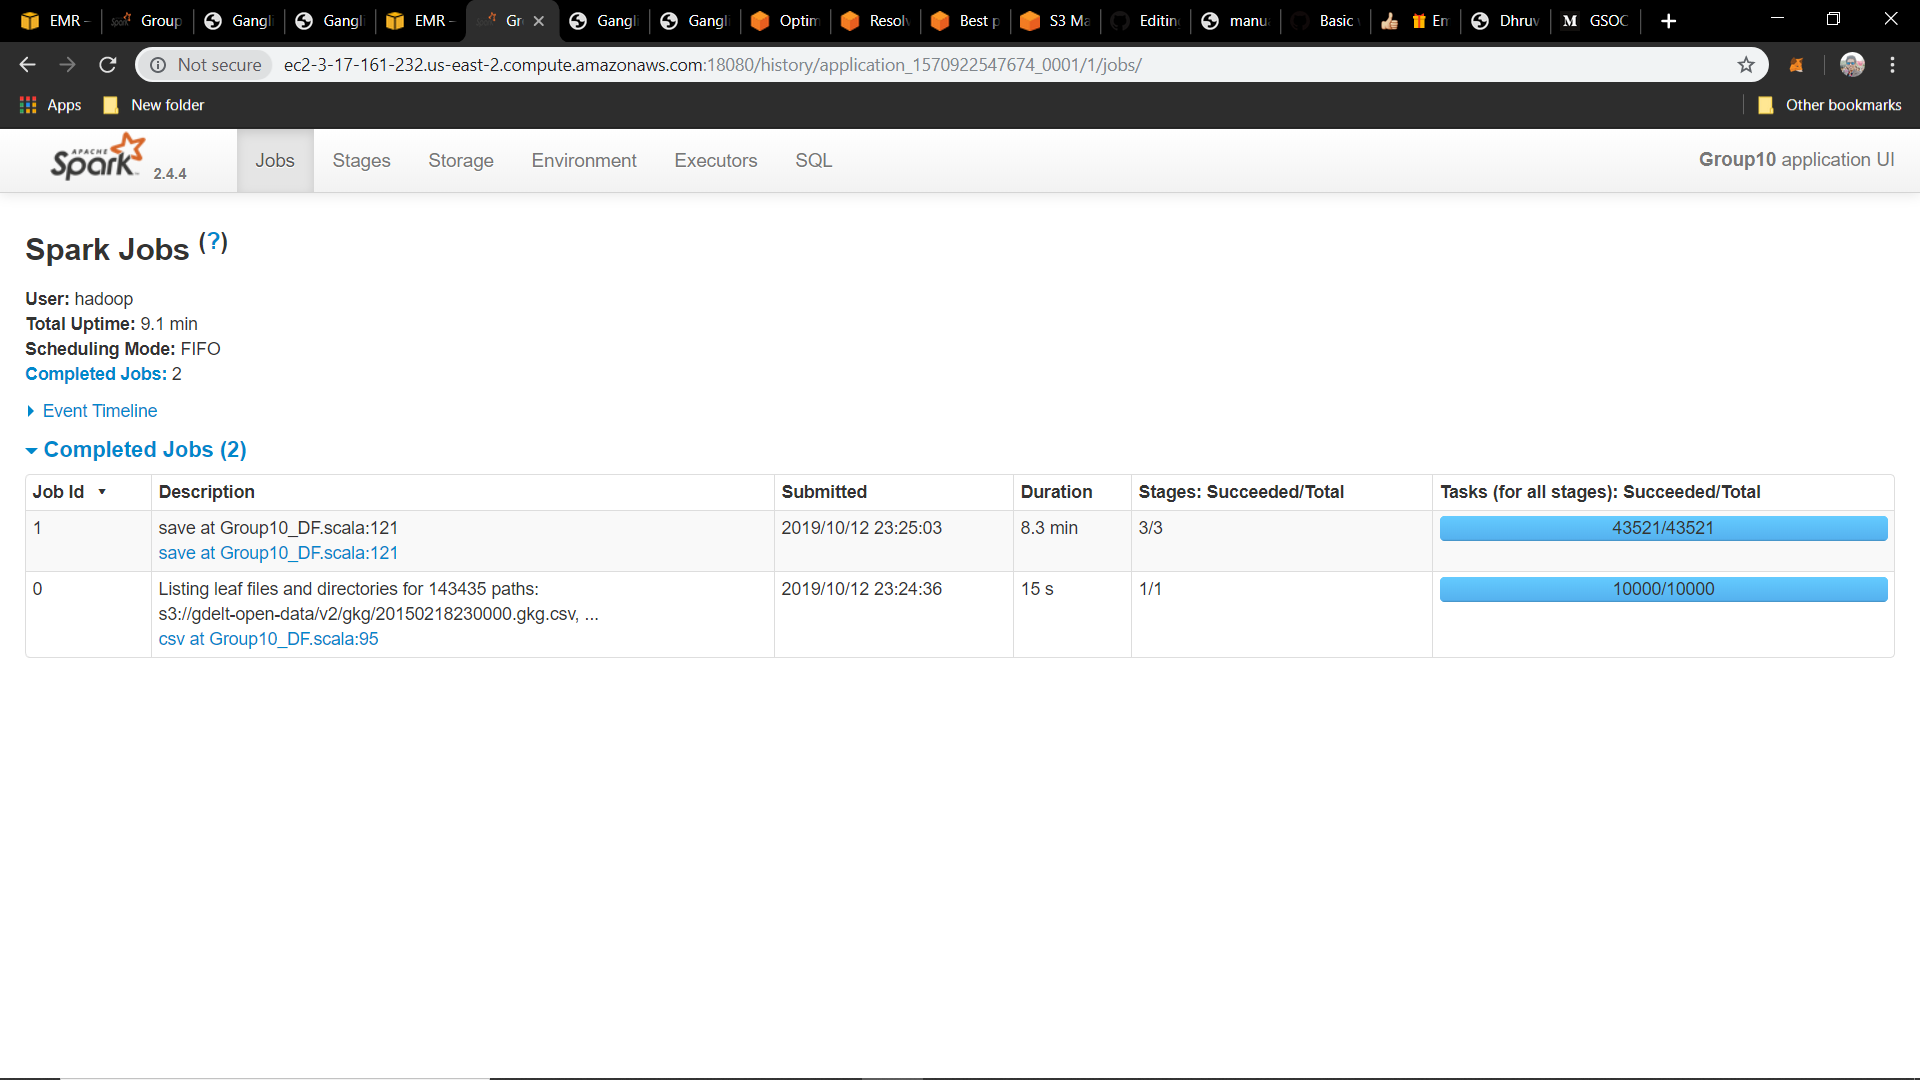 EMR –
Group
Gangli
Gangli
EMR –
Gr
Gangli
Gangli
Optim
Resolv
Best p
S3 Ma
Editin
manu
Basic
Em
Dhruv
M GSOC
Not secure ec2-3-17-161-232.us-east-2.compute.amazonaws.com:18080/history/application_1570922547674_0001/1/jobs/
Apps New folder Other bookmarks
APACHE Spark 2.4.4 Jobs Stages Storage Environment Executors SQL Group10 application UI
Spark Jobs (?)
User: hadoop
Total Uptime: 9.1 min
Scheduling Mode: FIFO
Completed Jobs: 2
Event Timeline
Completed Jobs (2)
Job Id Description Submitted Duration Stages: Succeeded/Total Tasks (for all stages): Succeeded/Total
1 save at Group10_DF.scala:121 2019/10/12 23:25:03 8.3 min 3/3 43521/43521
save at Group10_DF.scala:121
0 Listing leaf files and directories for 143435 paths: 2019/10/12 23:24:36 15 s 1/1 10000/10000
s3://gdelt-open-data/v2/gkg/20150218230000.gkg.csv, ...
csv at Group10_DF.scala:95